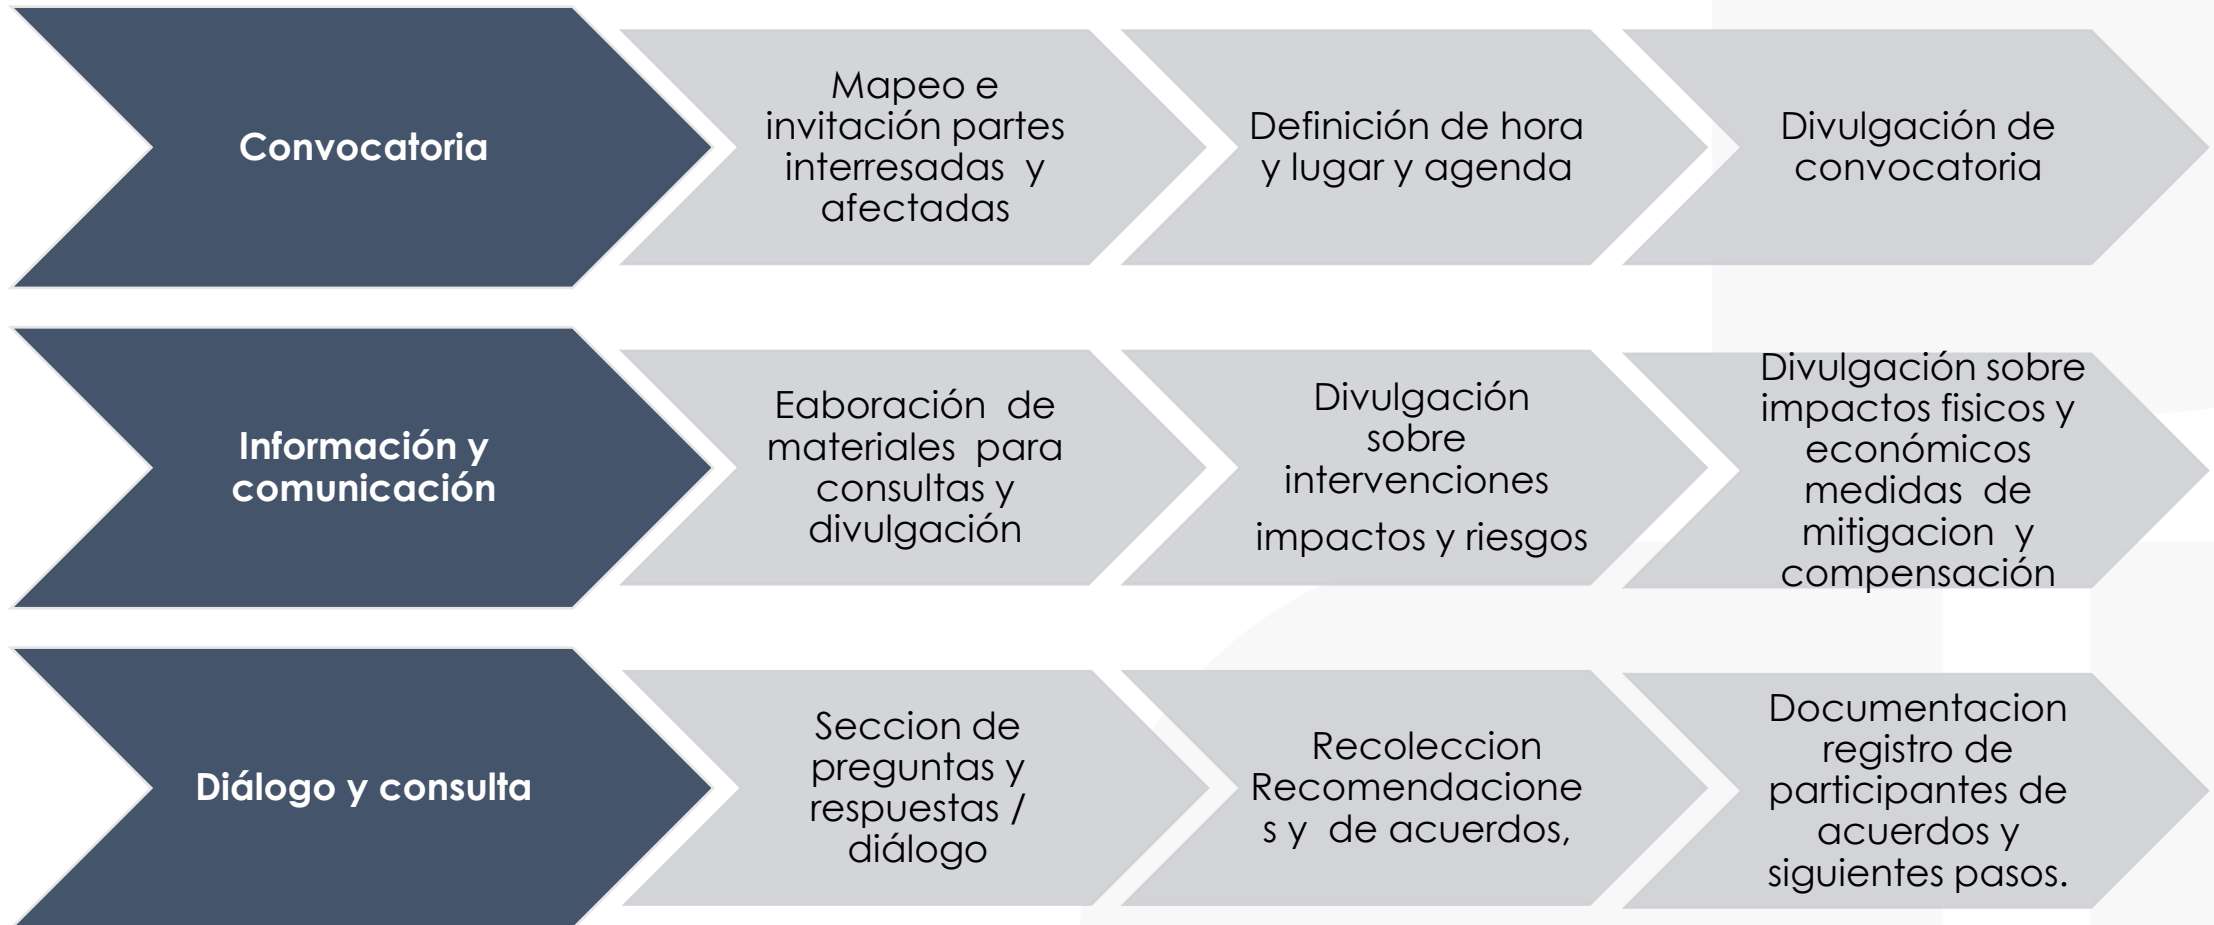 Convocatoria
Mapeo e
invitación partes
interresadas y
afectadas
Definición de hora
y lugar y agenda
Divulgación de
convocatoria
Información y
comunicación
Eaboración de
materiales para
consultas y
divulgación
Divulgación
sobre
intervenciones
impactos y riesgos
Divulgación sobre
impactos fisicos y
económicos
medidas de
mitigacion y
compensación
Diálogo y consulta
Seccion de
preguntas y
respuestas /
diálogo
Recoleccion
Recomendacione
s y de acuerdos,
Documentacion
registro de
participantes de
acuerdos y
siguientes pasos.